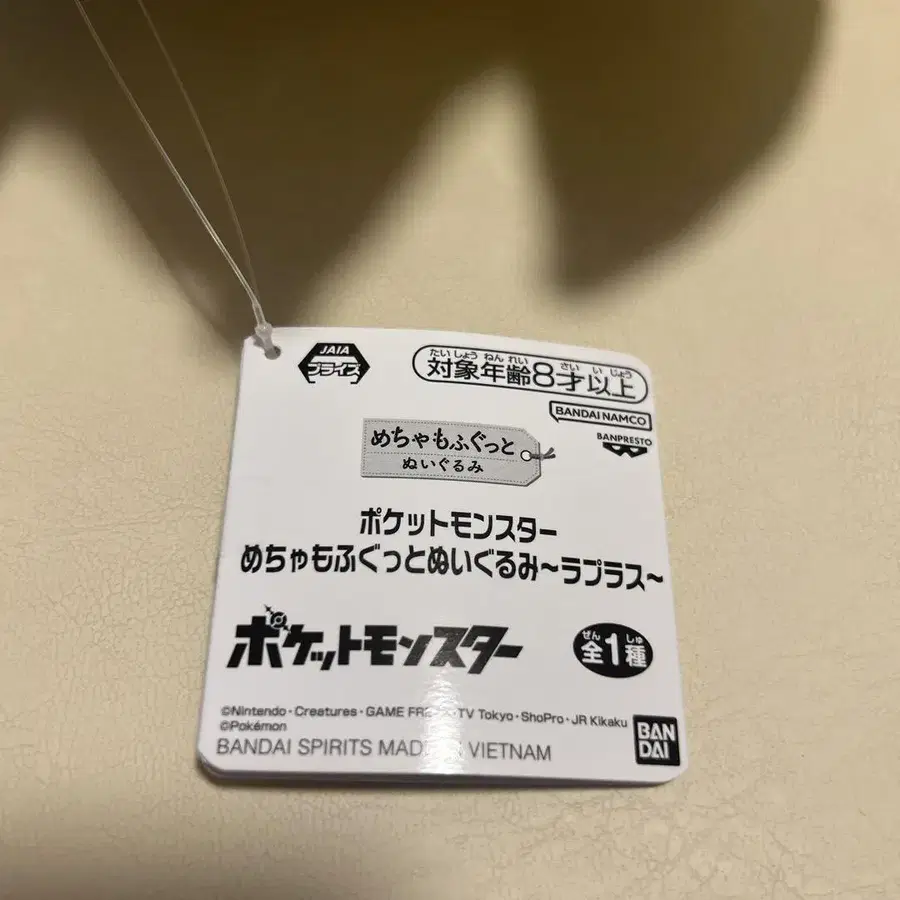 JAIA
プライズ
たいしょうねんれい さい いじょう
対象年齢8才以上
BANDAI NAMCO
BANPRESTO
めちゃもふぐっと
ぬいぐるみ
ポケットモンスター
めちゃもふぐっとぬいぐるみ~ラプラス~
ポケットモンスター
ぜん しゅ
全1種
©Nintendo・Creatures・GAME TV Tokyo・ShoPro・JR Kikaku
©Pokémon
BANDAI SPIRITS VIETNAM
BAN
DAI